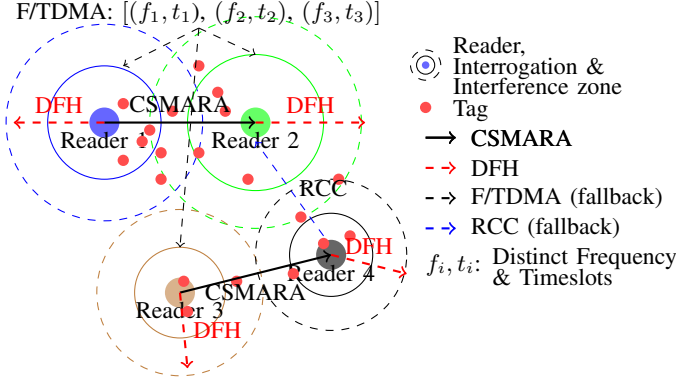 F/TDMA: [(f₁, t₁), (f₂, t₂), (f₃, t₃)]
DFH
CSMARA
DFH
Reader 1
Reader 2
RCC
DFH
Reader 4
CSMARA
Reader 3
DFH
Reader,
Interrogation &
Interference zone
Tag
CSMARA
DFH
F/TDMA (fallback)
RCC (fallback)
fᵢ, tᵢ: Distinct Frequency
& Timeslots